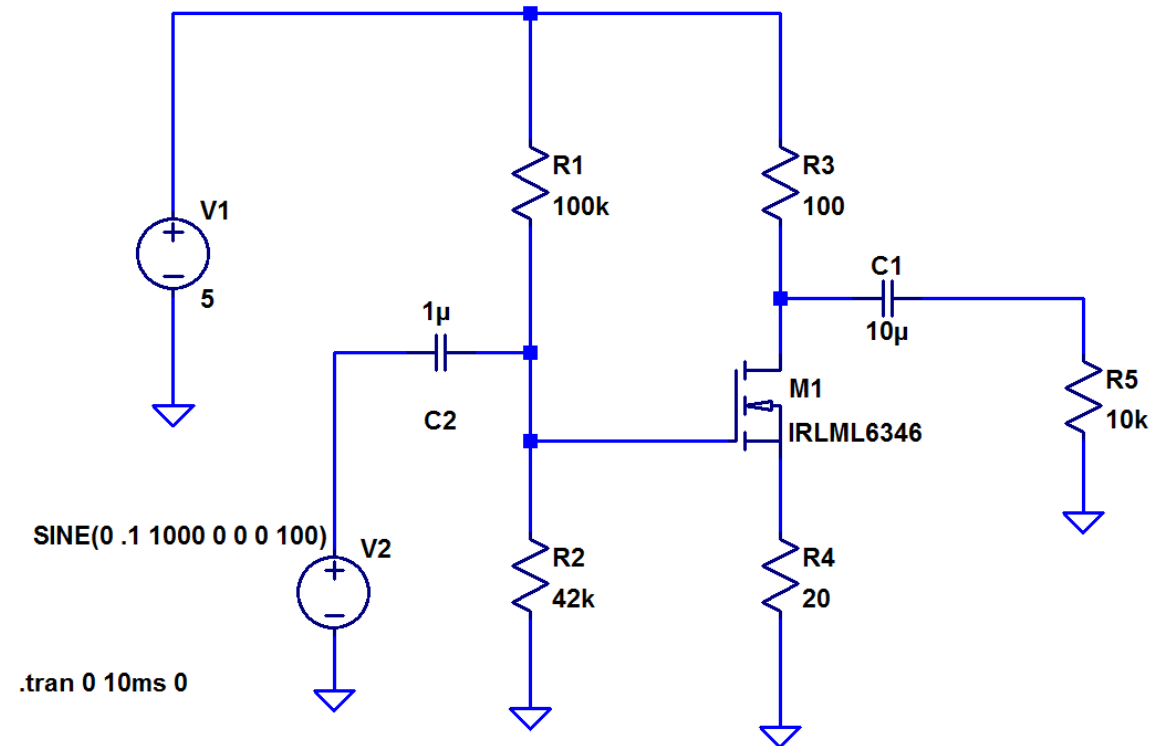 R1
100k
R3
100
V1
5
C1
10µ
1µ
C2
M1
IRLML6346
R5
10k
SINE(0 .1 1000 0 0 0 100)
V2
R2
42k
R4
20
.tran 0 10ms 0